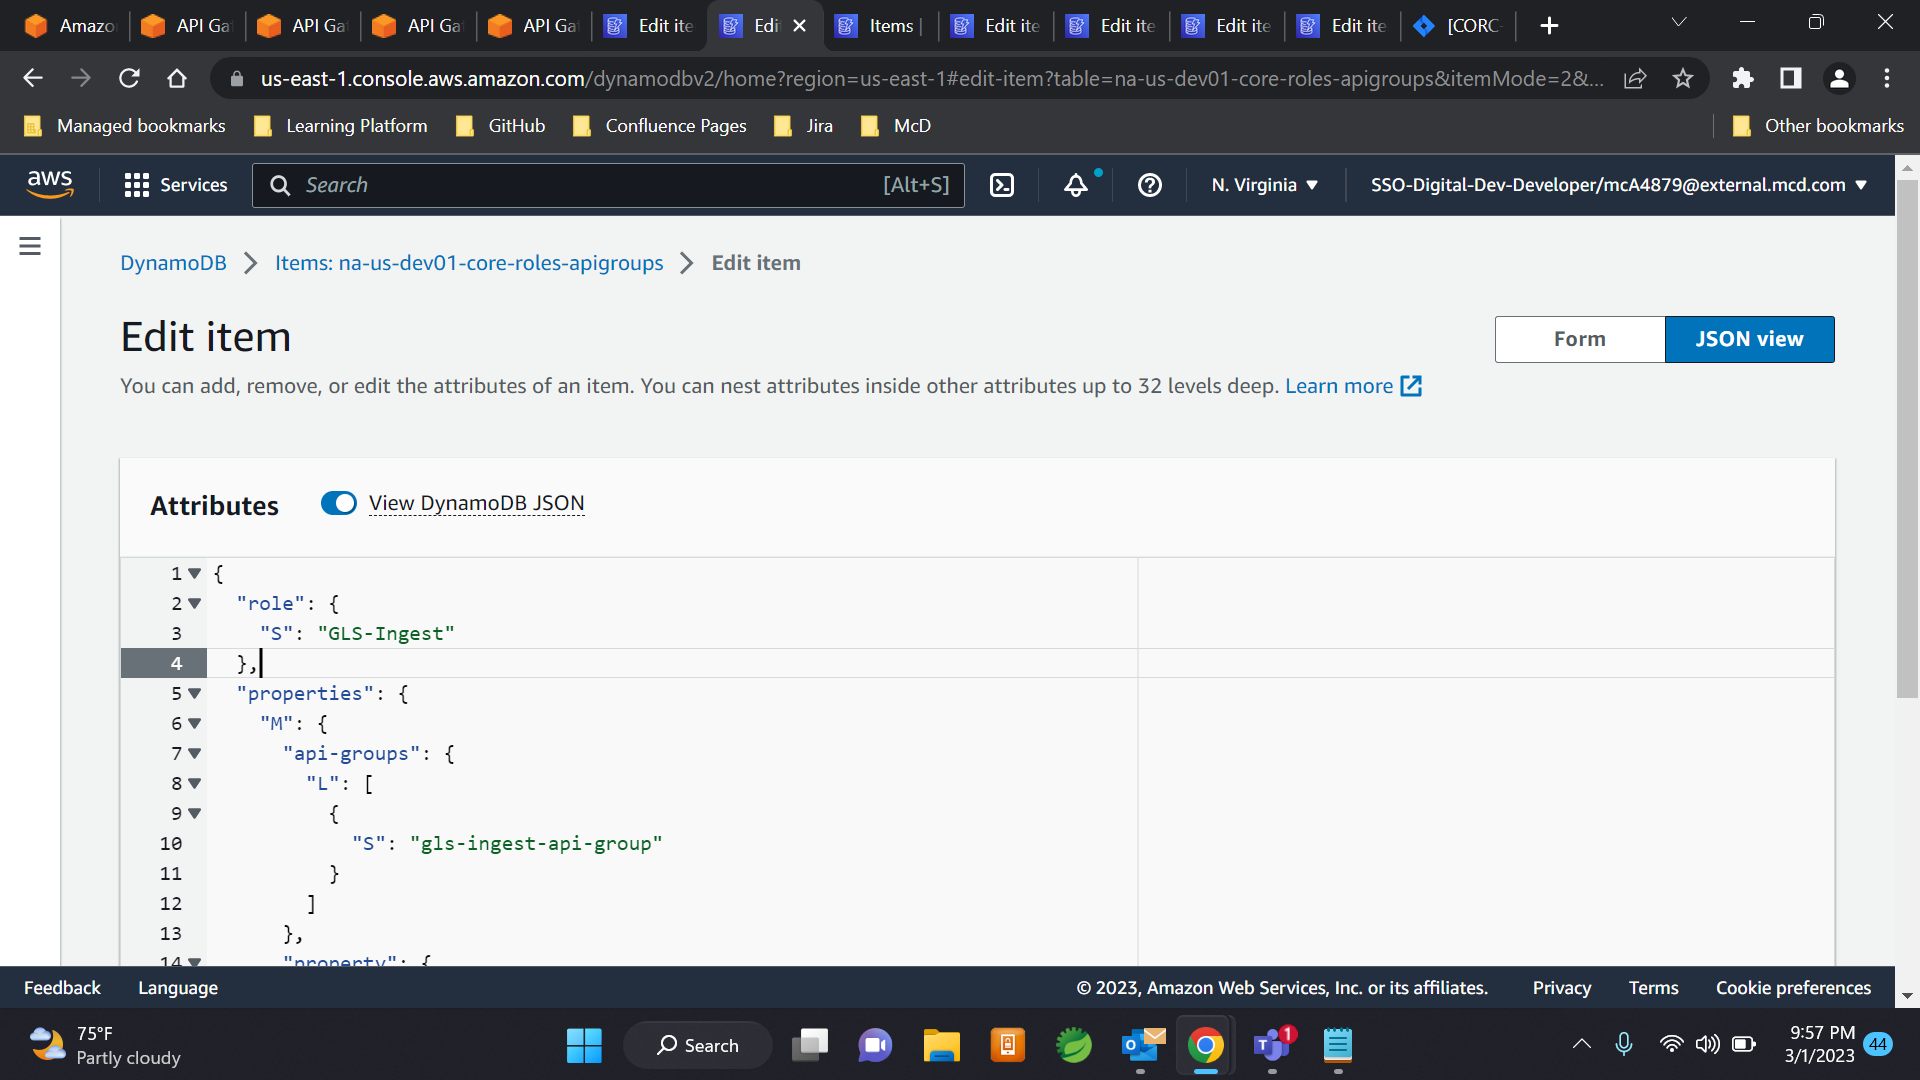 Amazo
API Ga
API Ga
API Ga
API Ga
Edit ite
Edi
Items |
Edit ite
Edit ite
Edit ite
Edit ite
[CORC-
us-east-1.console.aws.amazon.com/dynamodbv2/home?region=us-east-1#edit-item?table=na-us-dev01-core-roles-apigroups&itemMode=2&...
Managed bookmarks
Learning Platform
GitHub
Confluence Pages
Jira
McD
Other bookmarks
aws
Services
Search
[Alt+S]
N. Virginia
SSO-Digital-Dev-Developer/mcA4879@external.mcd.com
DynamoDB
Items: na-us-dev01-core-roles-apigroups
Edit item
Edit item
Form
JSON view
You can add, remove, or edit the attributes of an item. You can nest attributes inside other attributes up to 32 levels deep. Learn more
Attributes
View DynamoDB JSON
1 {
2 "role": {
3 "S": "GLS-Ingest"
4 },
5 "properties": {
6 "M": {
7 "api-groups": {
8 "L": [
9 {
10 "S": "gls-ingest-api-group"
11 }
12 ]
13 },
14 "property": {
Feedback
Language
© 2023, Amazon Web Services, Inc. or its affiliates.
Privacy
Terms
Cookie preferences
75°F
Partly cloudy
Search
1
9:57 PM
3/1/2023
44